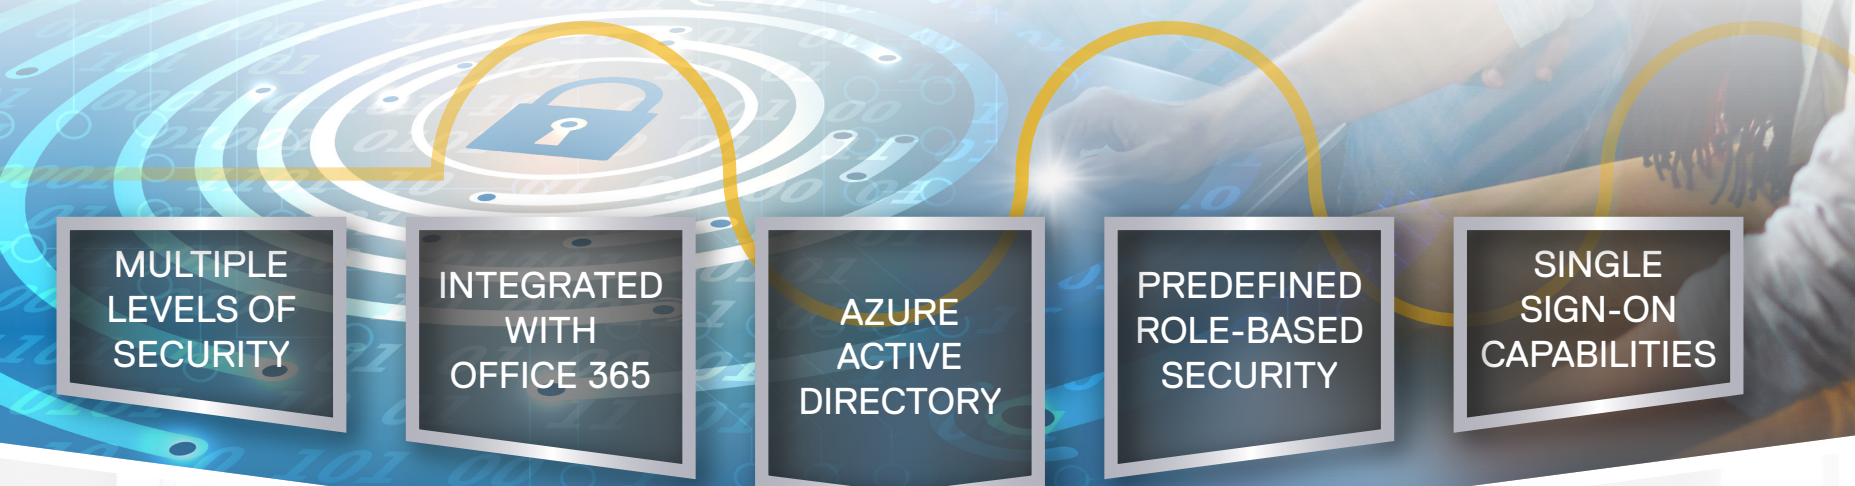 MULTIPLE
LEVELS OF
SECURITY
INTEGRATED
WITH
OFFICE 365
AZURE
ACTIVE
DIRECTORY
PREDEFINED
ROLE-BASED
SECURITY
SINGLE
SIGN-ON
CAPABILITIES